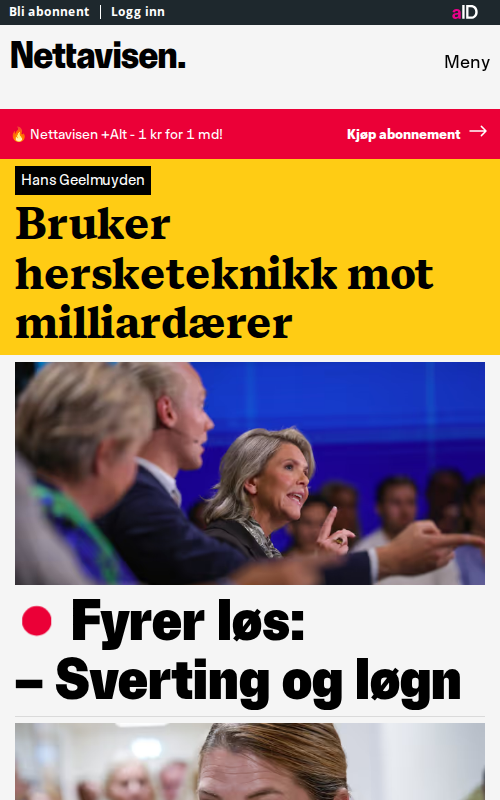 Bli abonnent | Logg inn aID
Nettavisen.
Meny
🔥 Nettavisen +Alt - 1 kr for 1 md! Kjøp abonnement →
Hans Geelmuyden
Bruker
hersketeknikk mot
milliardærer
Fyrer løs:
– Sverting og løgn